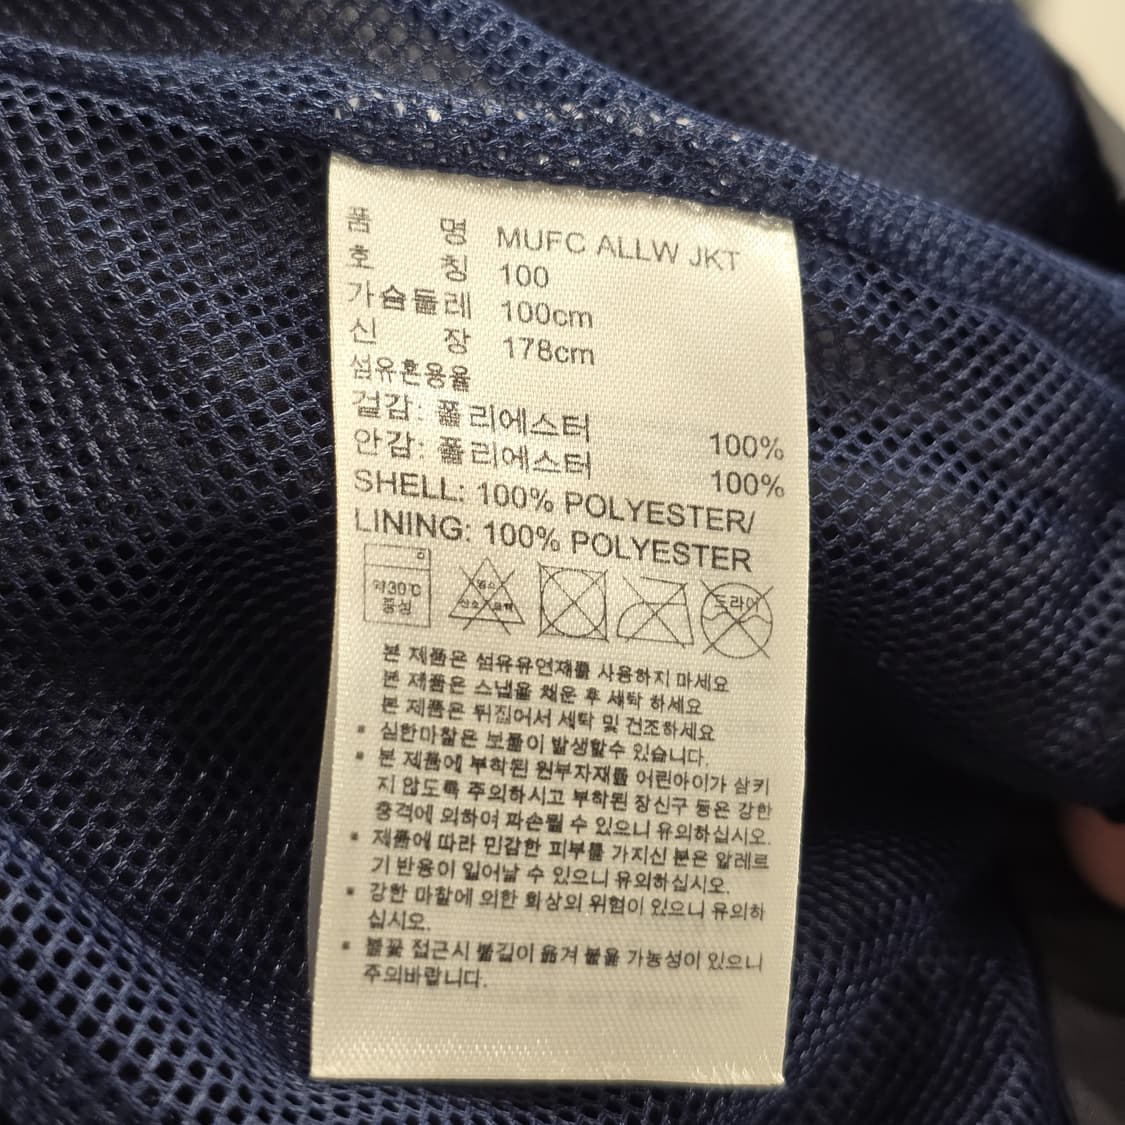 품 명 MUFC ALLW JKT
호 칭 100
가슴둘레 100cm
신 장 178cm
섬유혼용율
겉감: 폴리에스터 100%
안감: 폴리에스터 100%
SHELL: 100% POLYESTER/
LINING: 100% POLYESTER
약30℃
중성
염소
산소 표백
드라이
본 제품은 섬유유연제를 사용하지 마세요
본 제품은 스냅을 채운 후 세탁 하세요
본 제품은 뒤집어서 세탁 및 건조하세요
• 심한마찰은 보풀이 발생할수 있습니다.
• 본 제품에 부착된 원부자재를 어린아이가 삼키
지 않도록 주의하시고 부착된 장신구 등은 강한
충격에 의하여 파손될 수 있으니 유의하십시오.
• 제품에 따라 민감한 피부를 가지신 분은 알레르
기 반응이 일어날 수 있으니 유의하십시오.
• 강한 마찰에 의한 화상의 위험이 있으니 유의하
십시오.
• 불꽃 접근시 불길이 옮겨 붙을 가능성이 있으니
주의바랍니다.